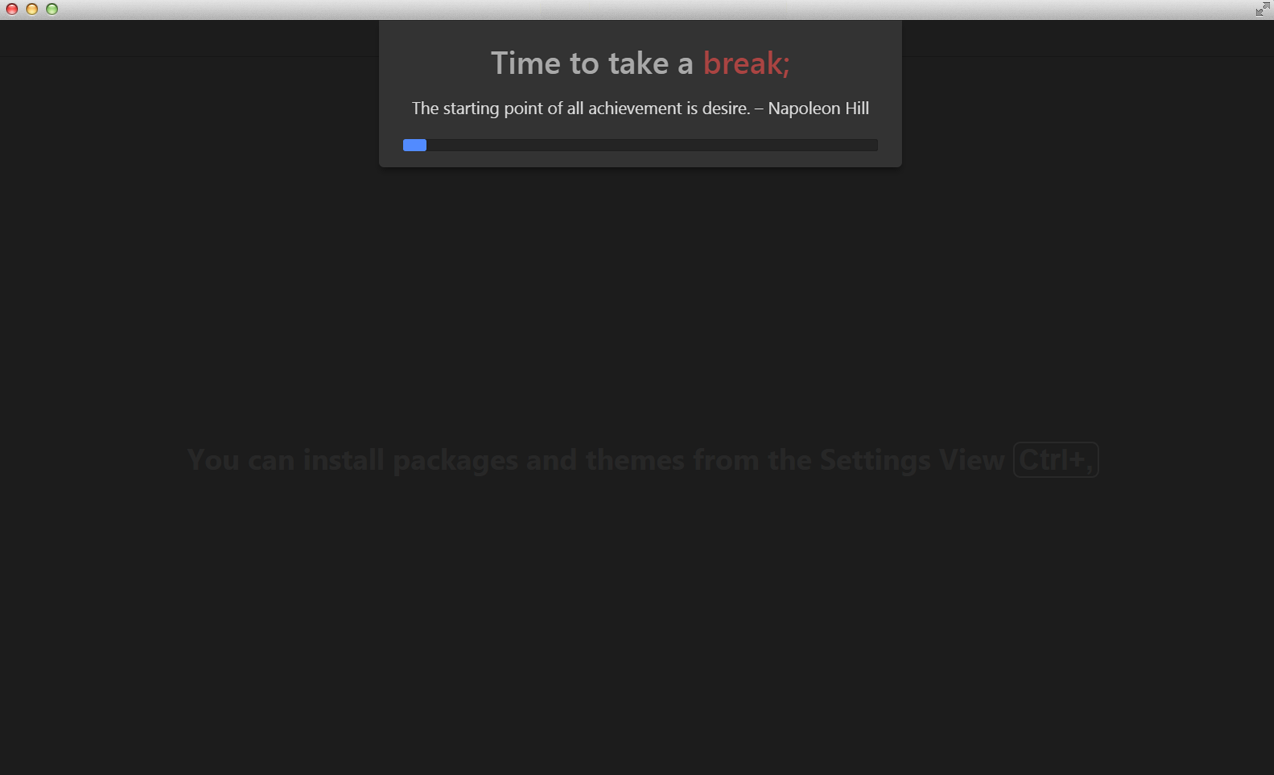 Time to take a break;
The starting point of all achievement is desire. – Napoleon Hill
You can install packages and themes from the Settings View Ctrl+,